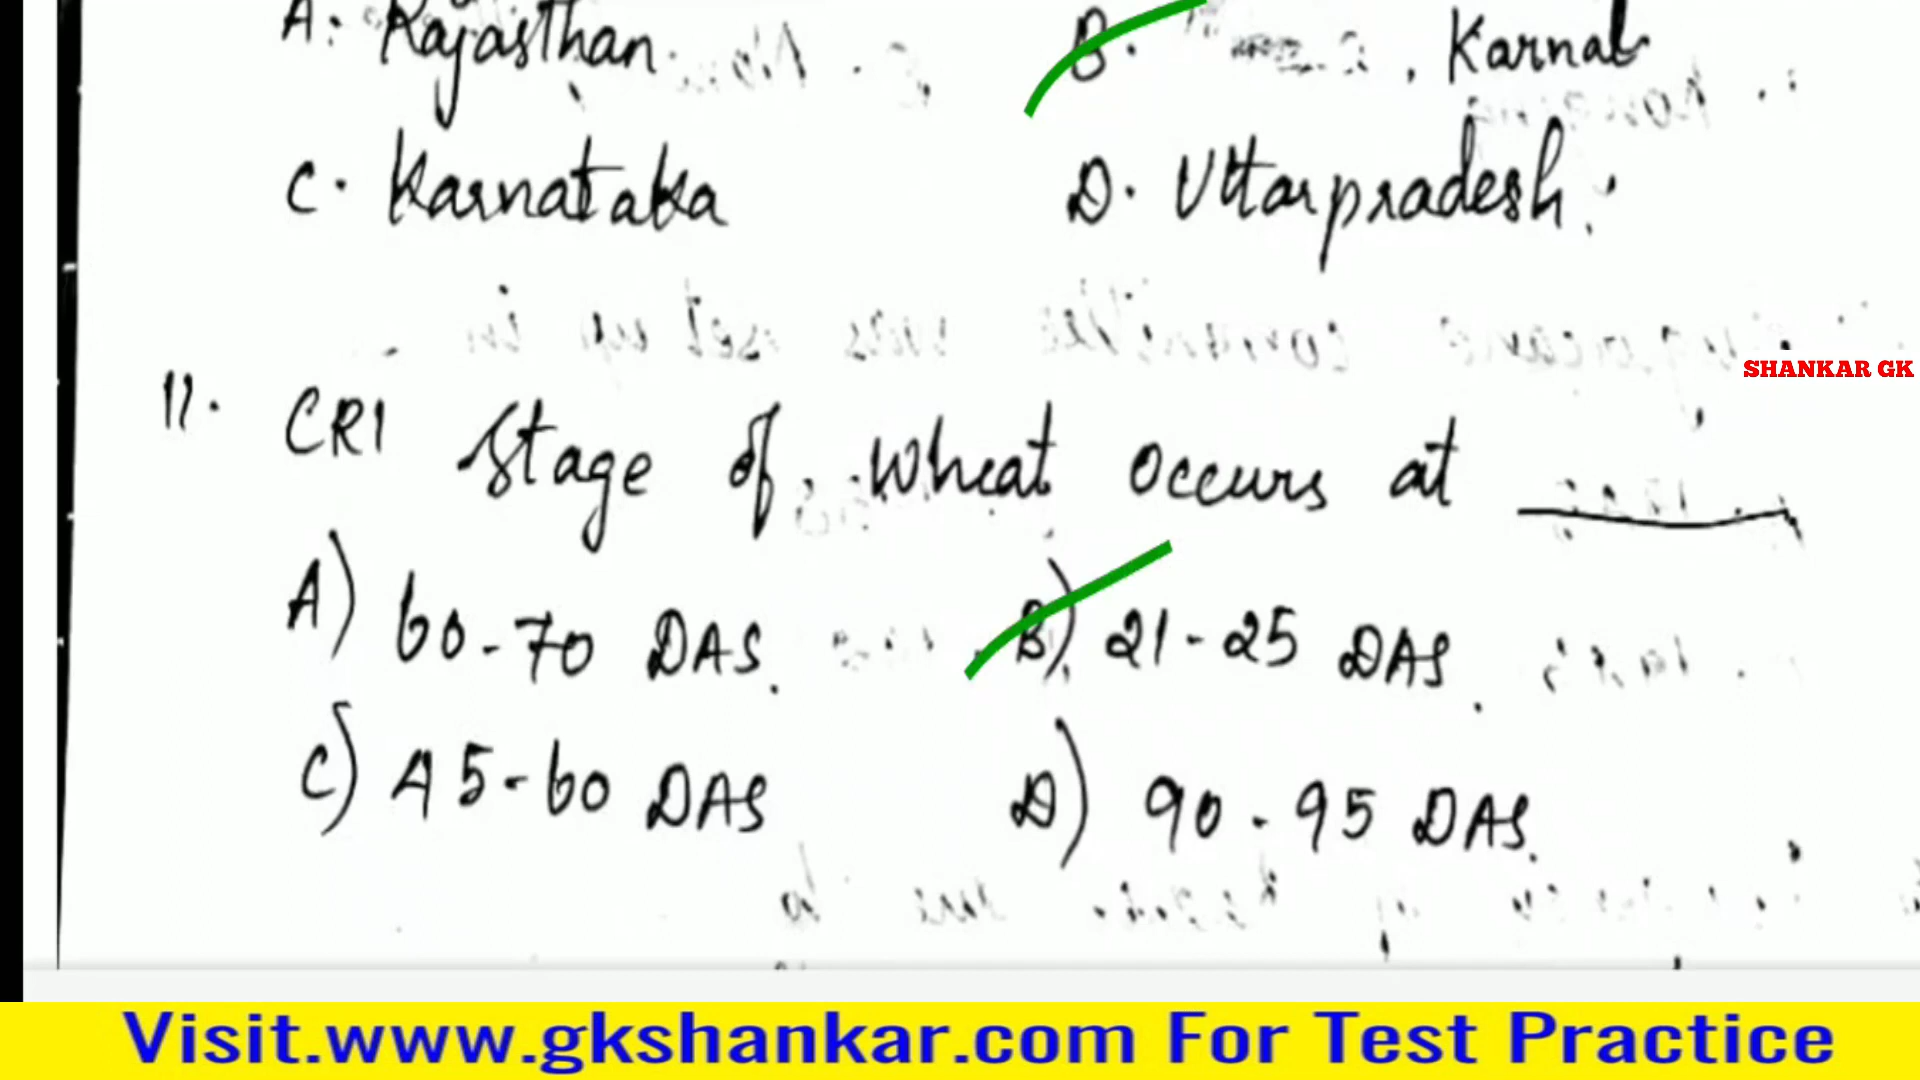 A. Rajasthan B. , Karnal
C. Karnataka D. Uttarpradesh.
SHANKAR GK
11. CRI Stage of Wheat occurs at
A) 60-70 DAS. B) 21-25 DAS.
C) 45-60 DAS D) 90-95 DAS.
Visit.www.gkshankar.com For Test Practice